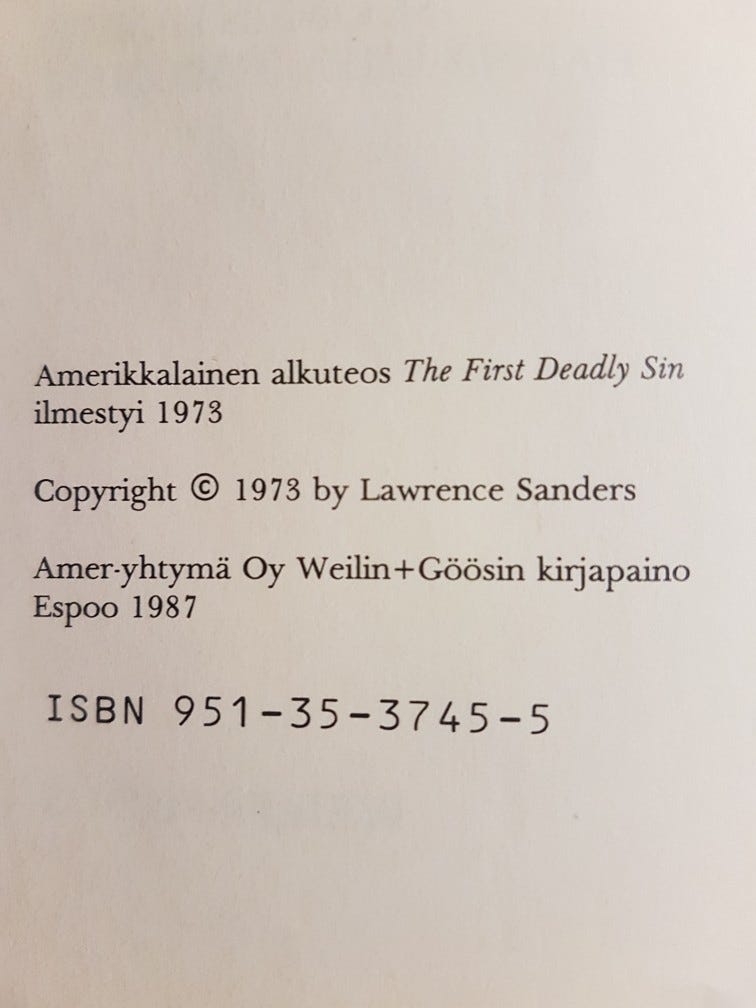 Amerikkalainen alkuteos The First Deadly Sin
ilmestyi 1973
Copyright © 1973 by Lawrence Sanders
Amer-yhtymä Oy Weilin+Göösin kirjapaino
Espoo 1987
ISBN 951-35-3745-5